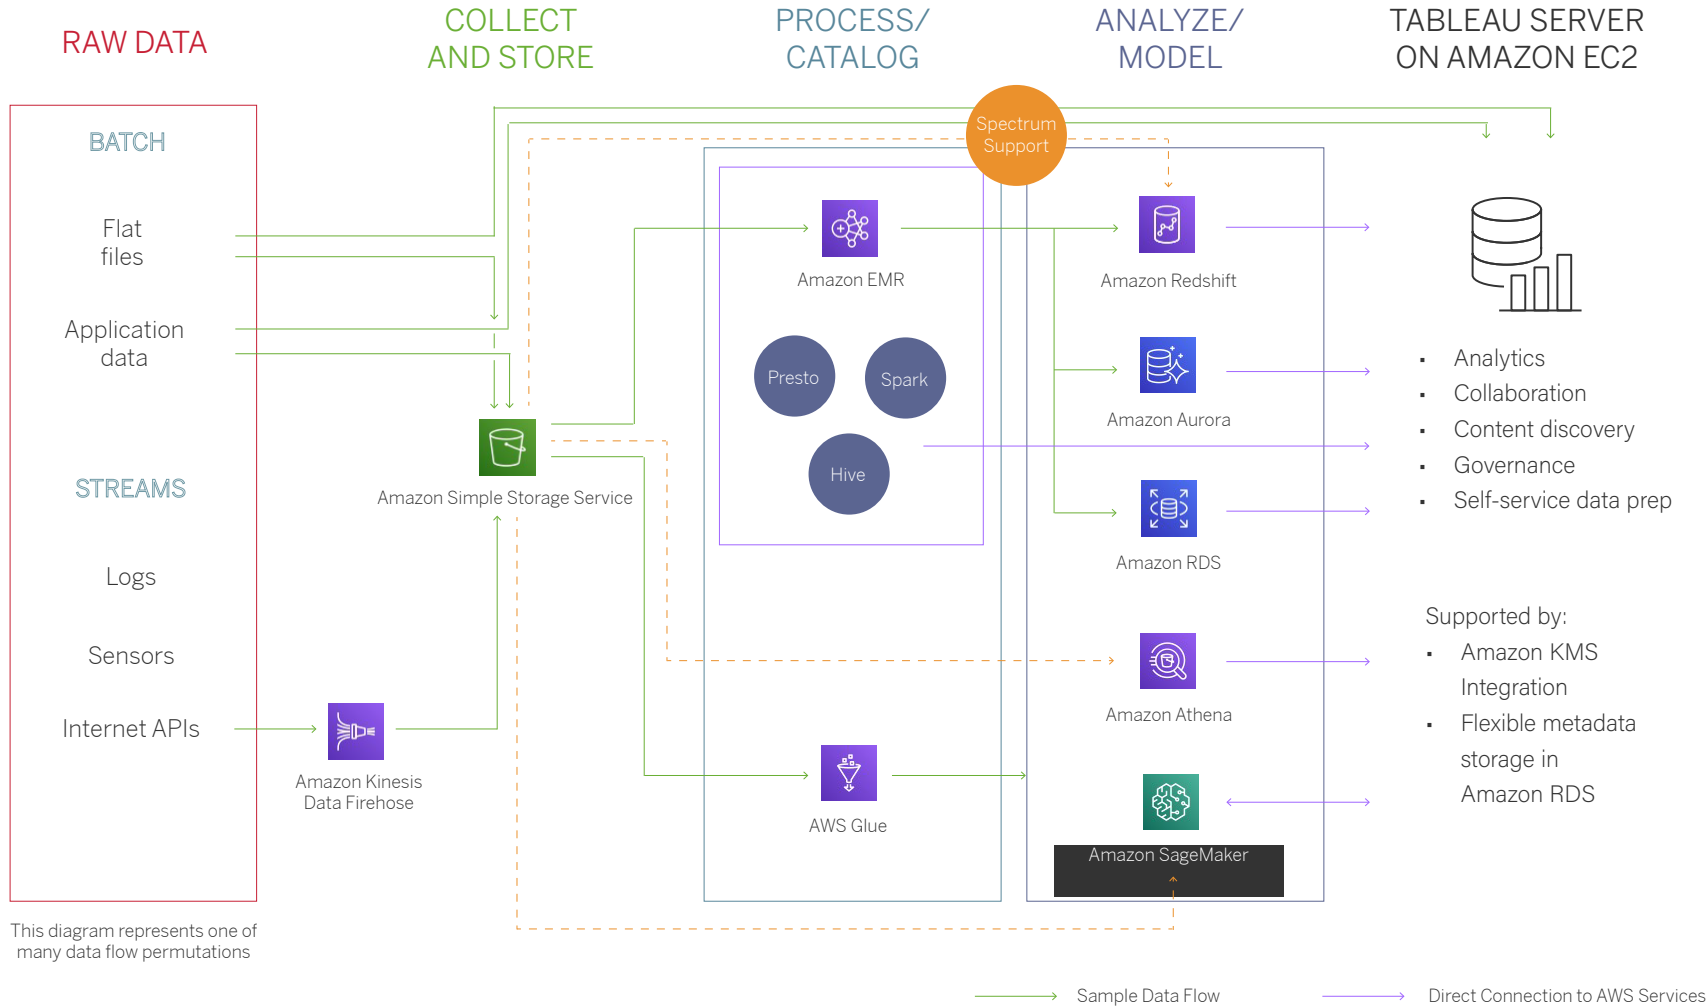 RAW DATA
COLLECT
AND STORE
PROCESS/
CATALOG
ANALYZE/
MODEL
TABLEAU SERVER
ON AMAZON EC2
BATCH
Flat
files
Application
data
STREAMS
Logs
Sensors
Internet APIs
This diagram represents one of
many data flow permutations
Amazon Kinesis
Data Firehose
Amazon Simple Storage Service
Spectrum
Support
Amazon EMR
Presto
Spark
Hive
AWS Glue
Amazon Redshift
Amazon Aurora
Amazon RDS
Amazon Athena
Amazon SageMaker
▪ Analytics
▪ Collaboration
▪ Content discovery
▪ Governance
▪ Self-service data prep
Supported by:
▪ Amazon KMS
Integration
▪ Flexible metadata
storage in
Amazon RDS
Sample Data Flow
Direct Connection to AWS Services